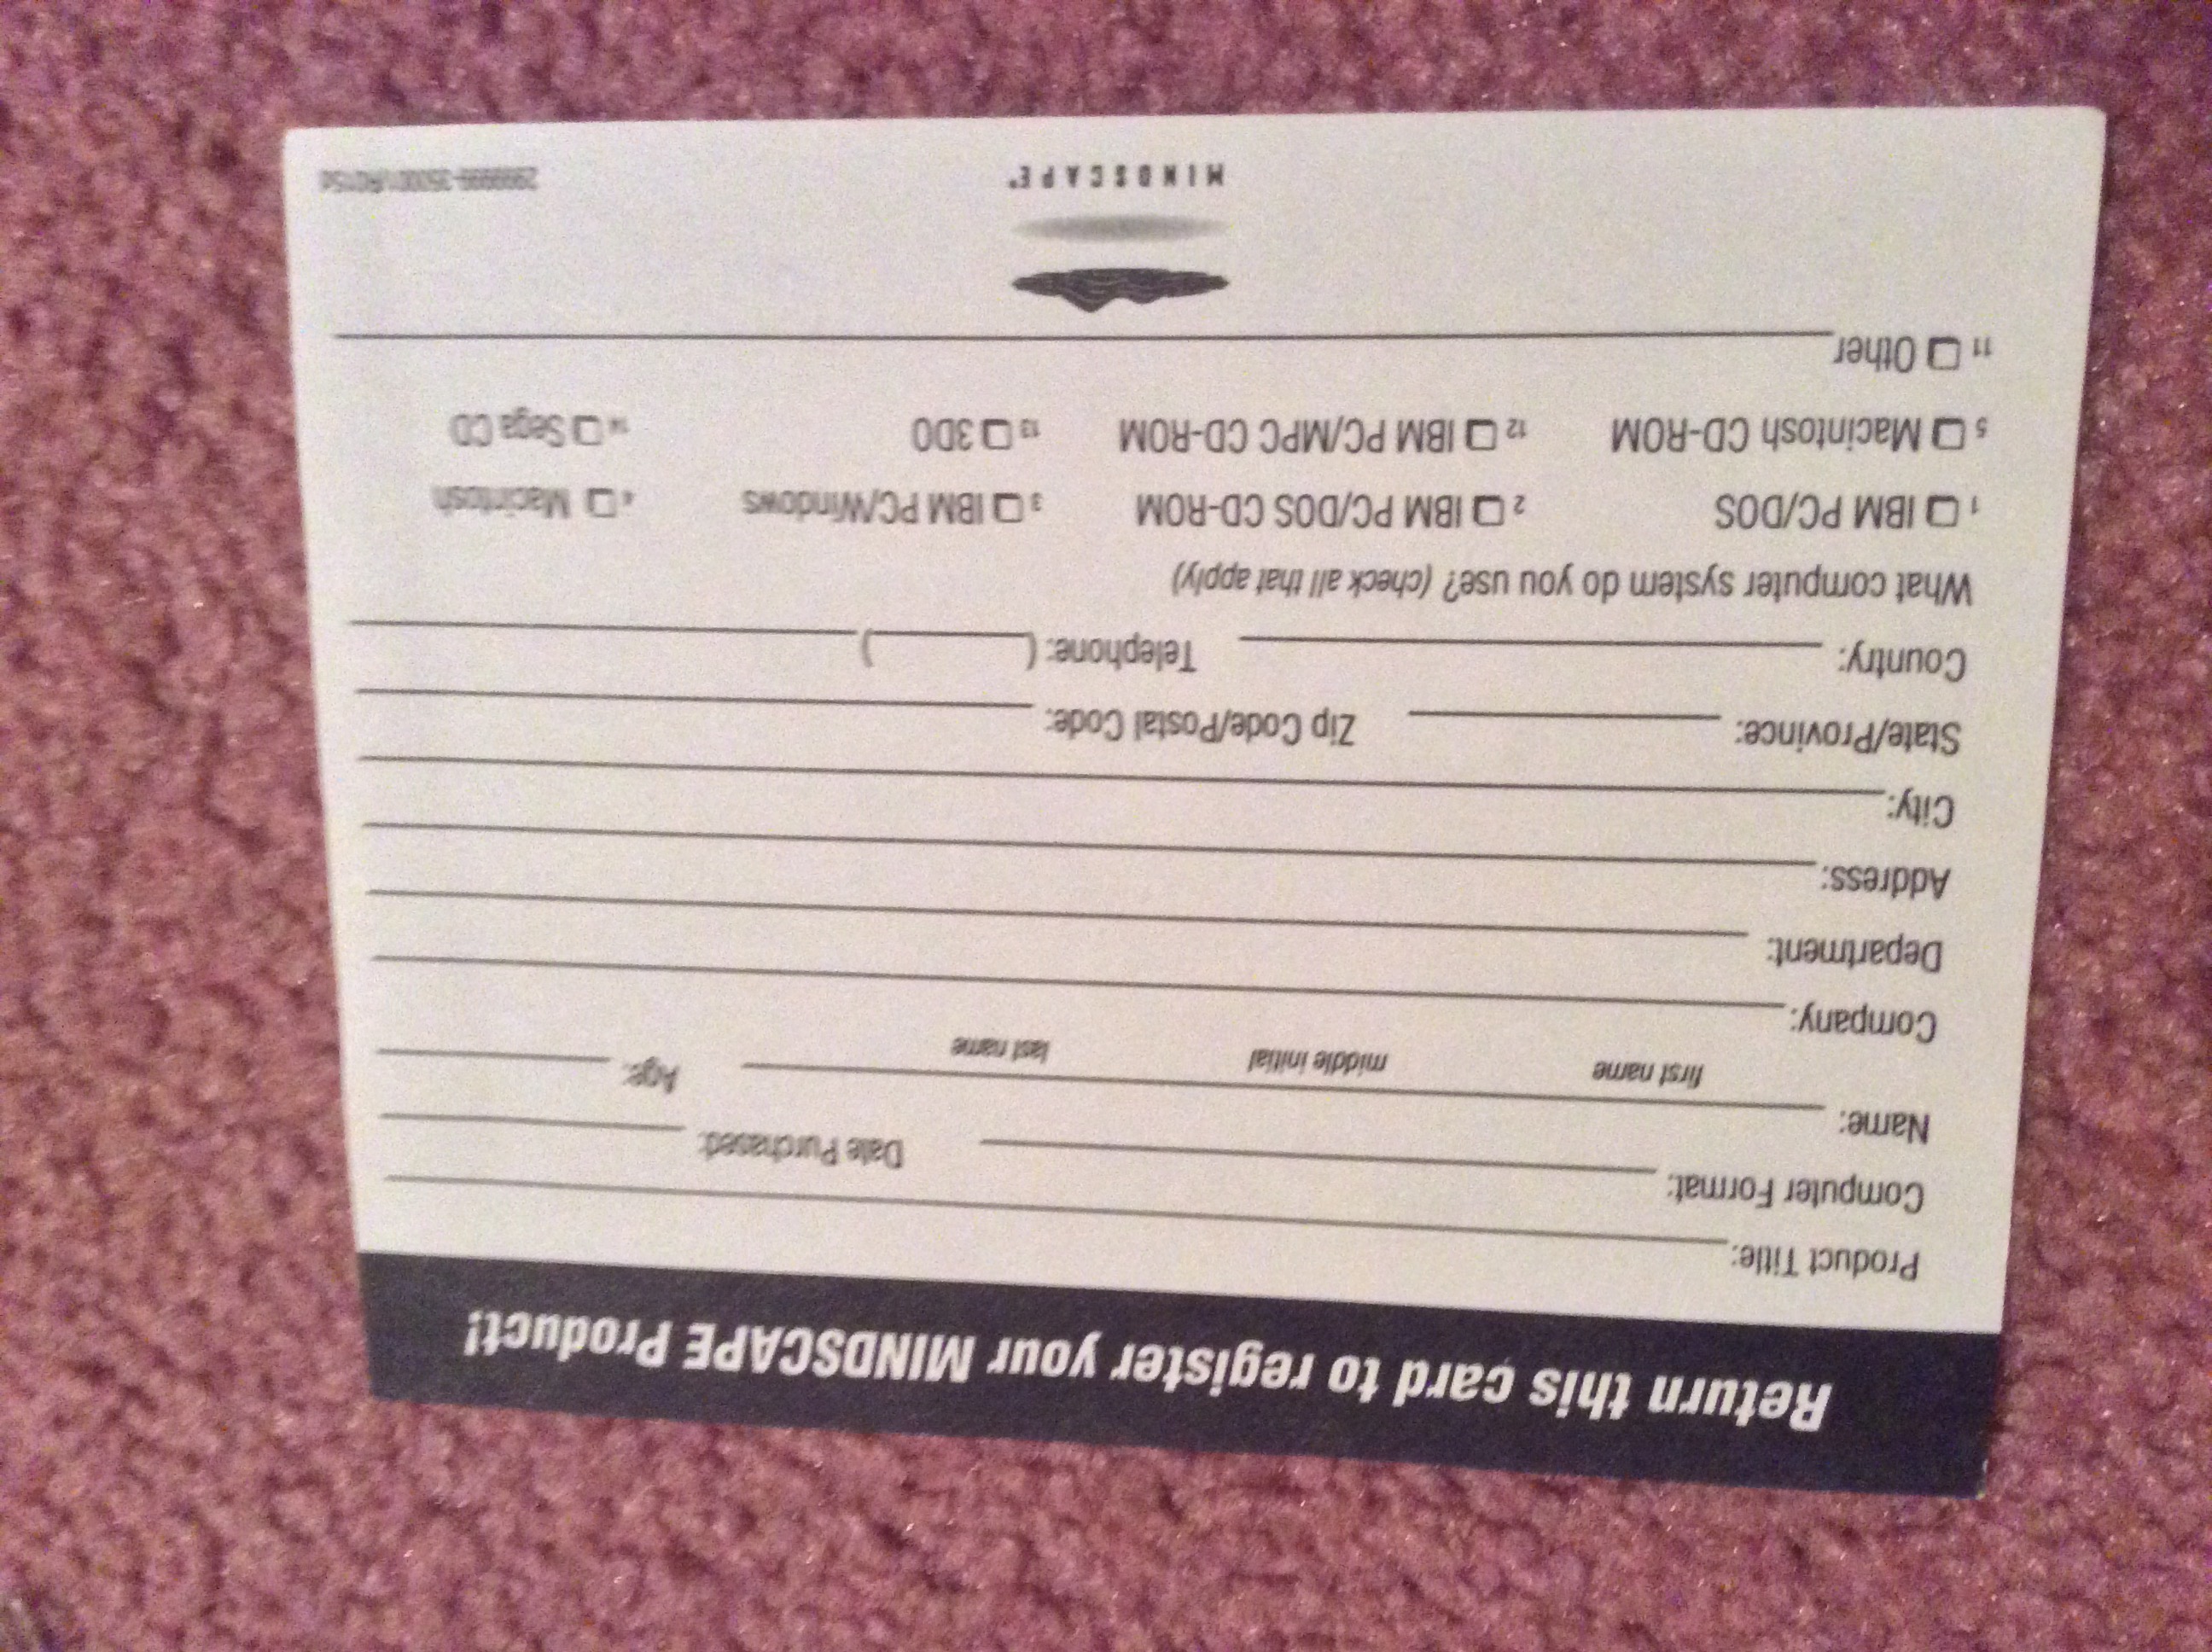 Return this card to register your MINDSCAPE Product!
Product Title:
Computer Format: Date Purchased:
Name: Age:
first name middle initial last name
Company:
Department:
Address:
City:
State/Province: Zip Code/Postal Code:
Country: Telephone: ( )
What computer system do you use? (check all that apply)
1 ❏ IBM PC/DOS 2 ❏ IBM PC/DOS CD-ROM 3 ❏ IBM PC/Windows 4 ❏ Macintosh
5 ❏ Macintosh CD-ROM 12 ❏ IBM PC/MPC CD-ROM 13 ❏ 3DO 14 ❏ Sega CD
11 ❏ Other
MINDSCAPE®